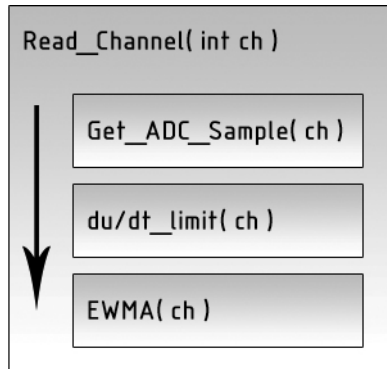 Read_Channel( int ch )
Get_ADC_Sample( ch )
du/dt_limit( ch )
EWMA( ch )